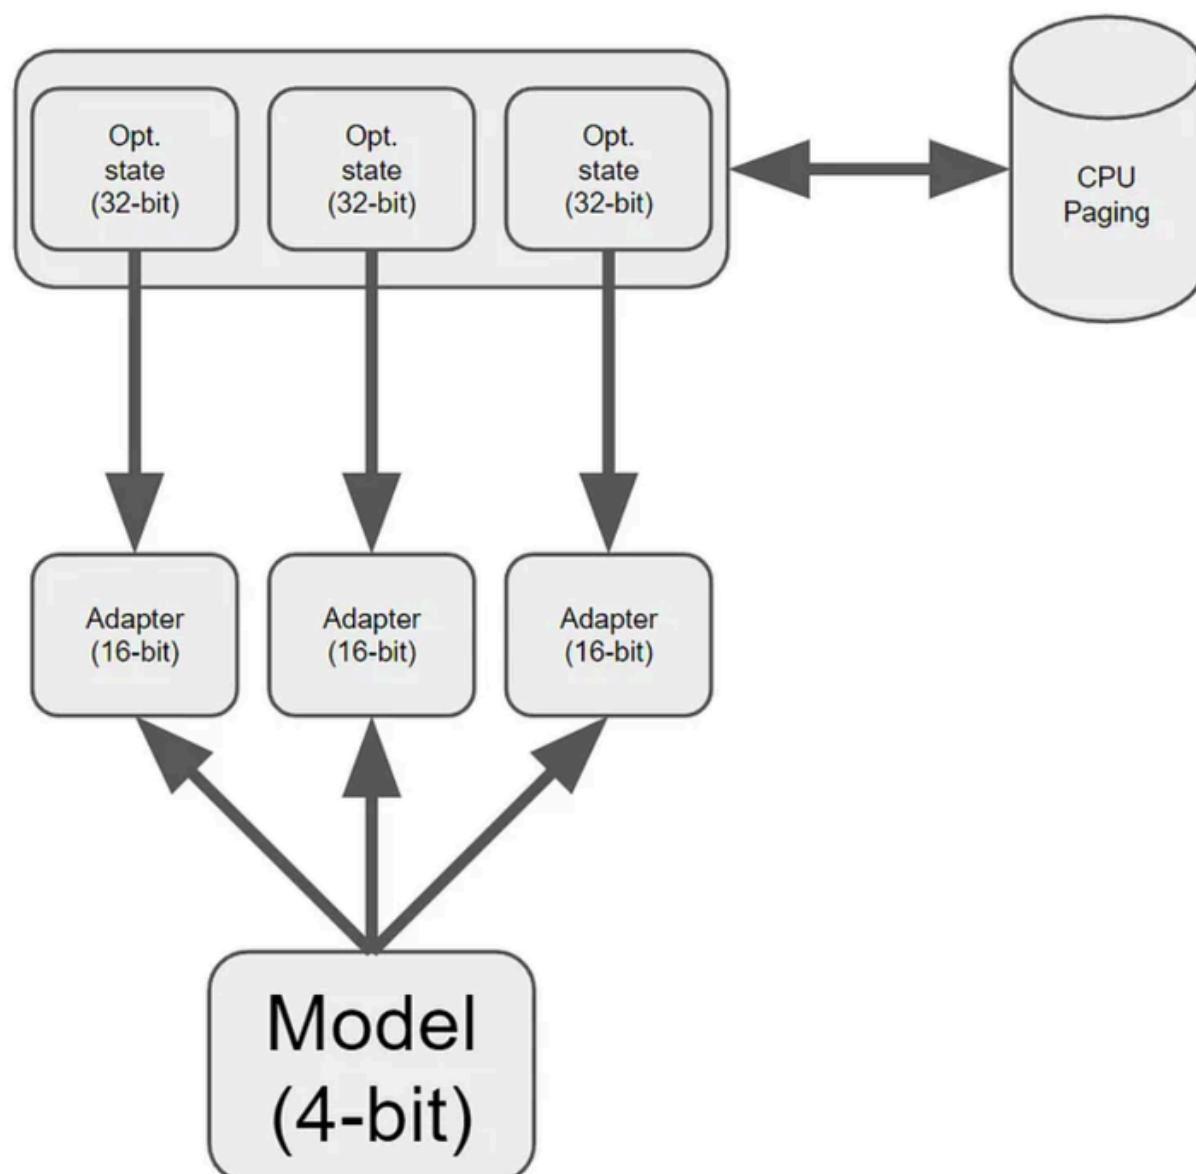 Opt.
state
(32-bit)
Opt.
state
(32-bit)
Opt.
state
(32-bit)
CPU
Paging
Adapter
(16-bit)
Adapter
(16-bit)
Adapter
(16-bit)
Model
(4-bit)